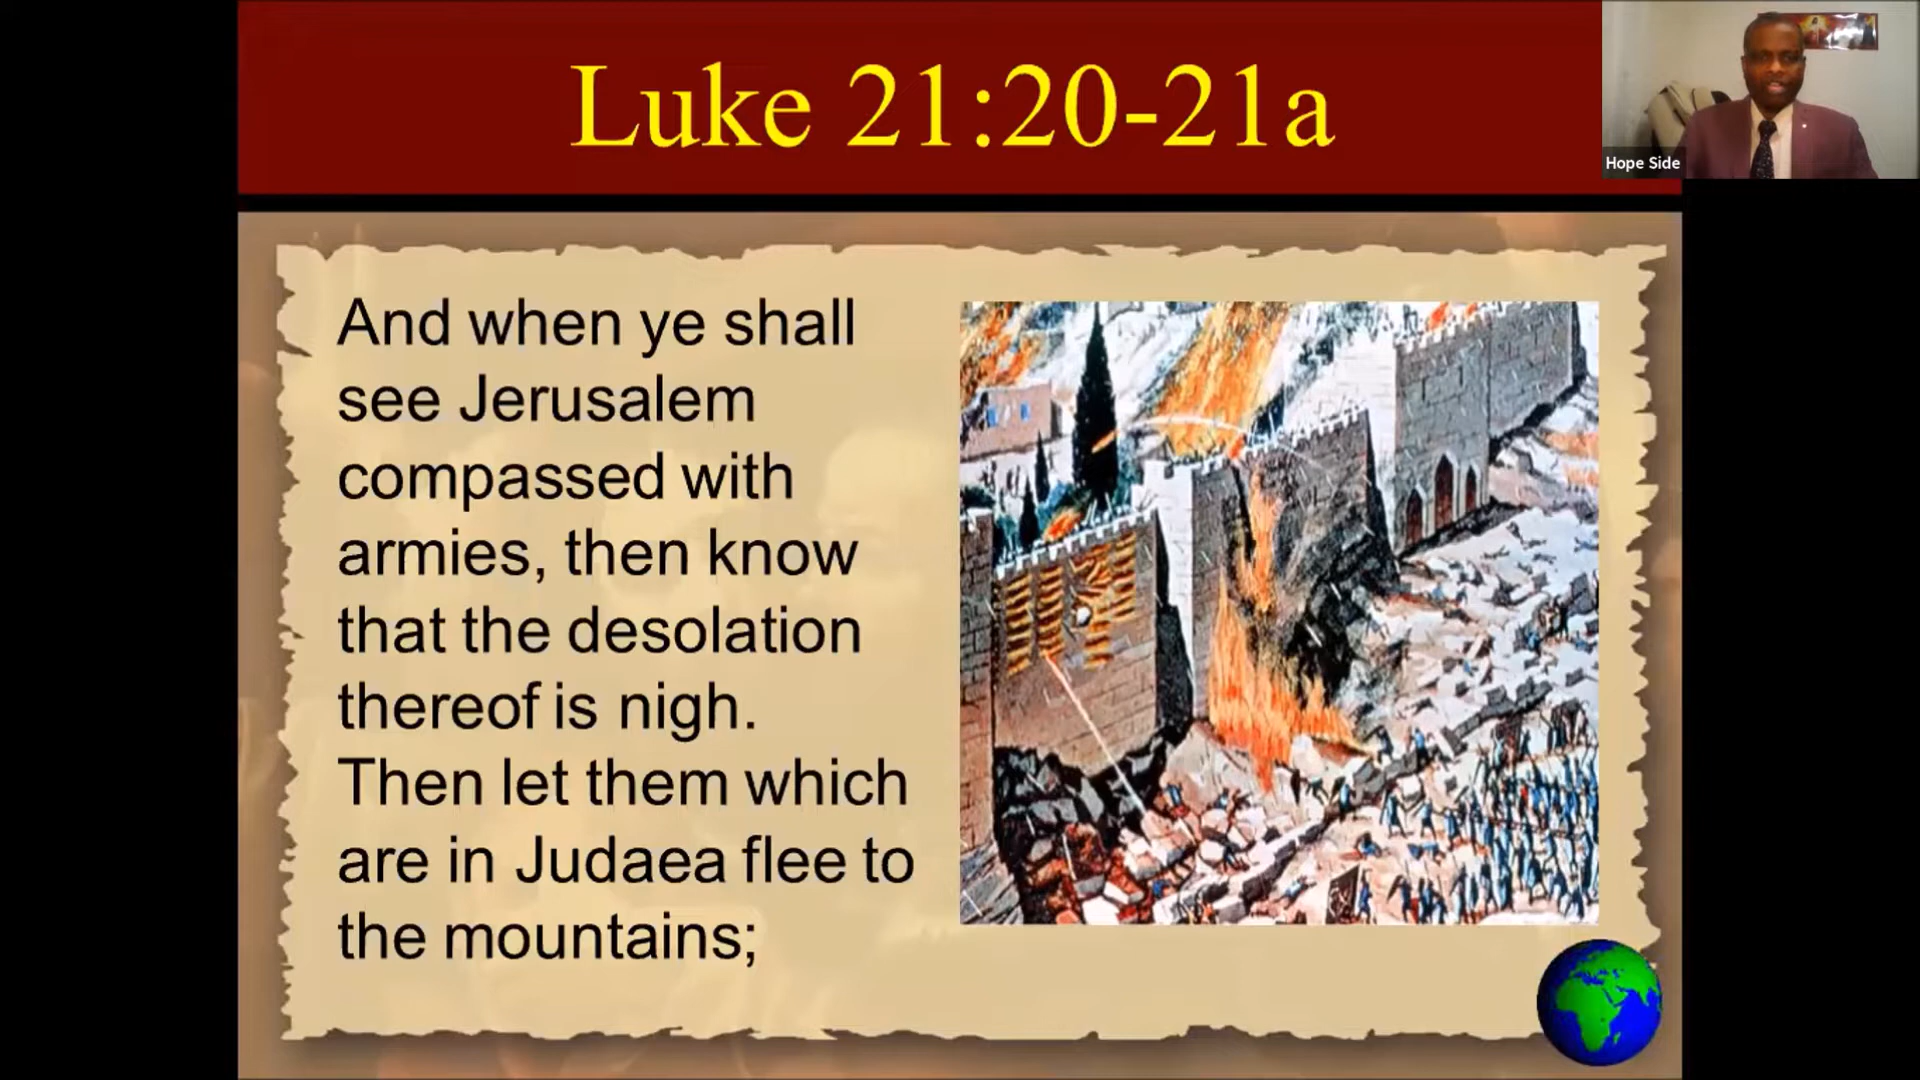 Luke 21:20-21a
Hope Side
And when ye shall
see Jerusalem
compassed with
armies, then know
that the desolation
thereof is nigh.
Then let them which
are in Judaea flee to
the mountains;